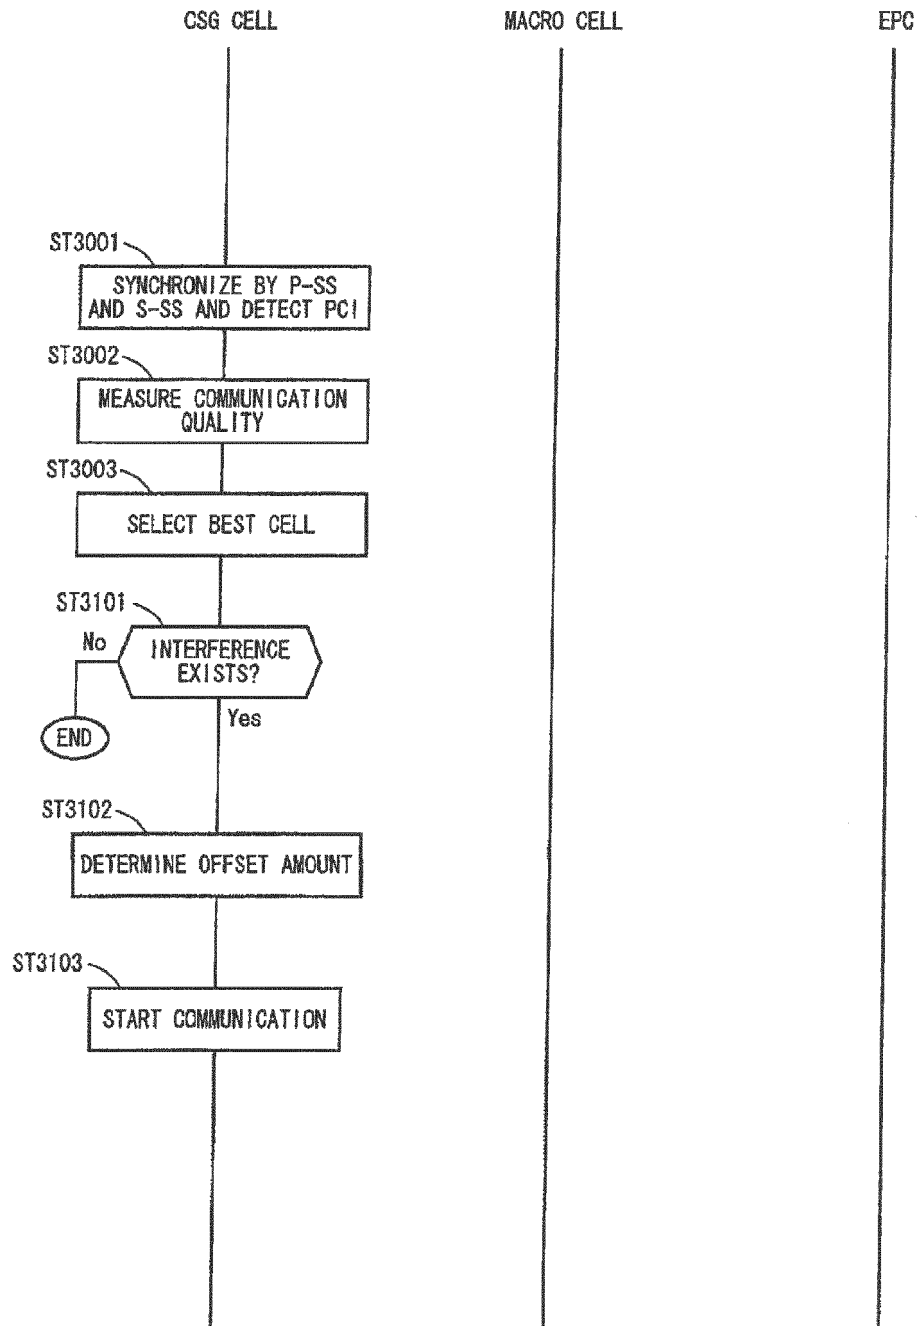 CSG CELL
MACRO CELL
EPC
ST3001
SYNCHRONIZE BY P-SS
AND S-SS AND DETECT PCI
ST3002
MEASURE COMMUNICATION
QUALITY
ST3003
SELECT BEST CELL
ST3101
No
INTERFERENCE
EXISTS?
Yes
END
ST3102
DETERMINE OFFSET AMOUNT
ST3103
START COMMUNICATION